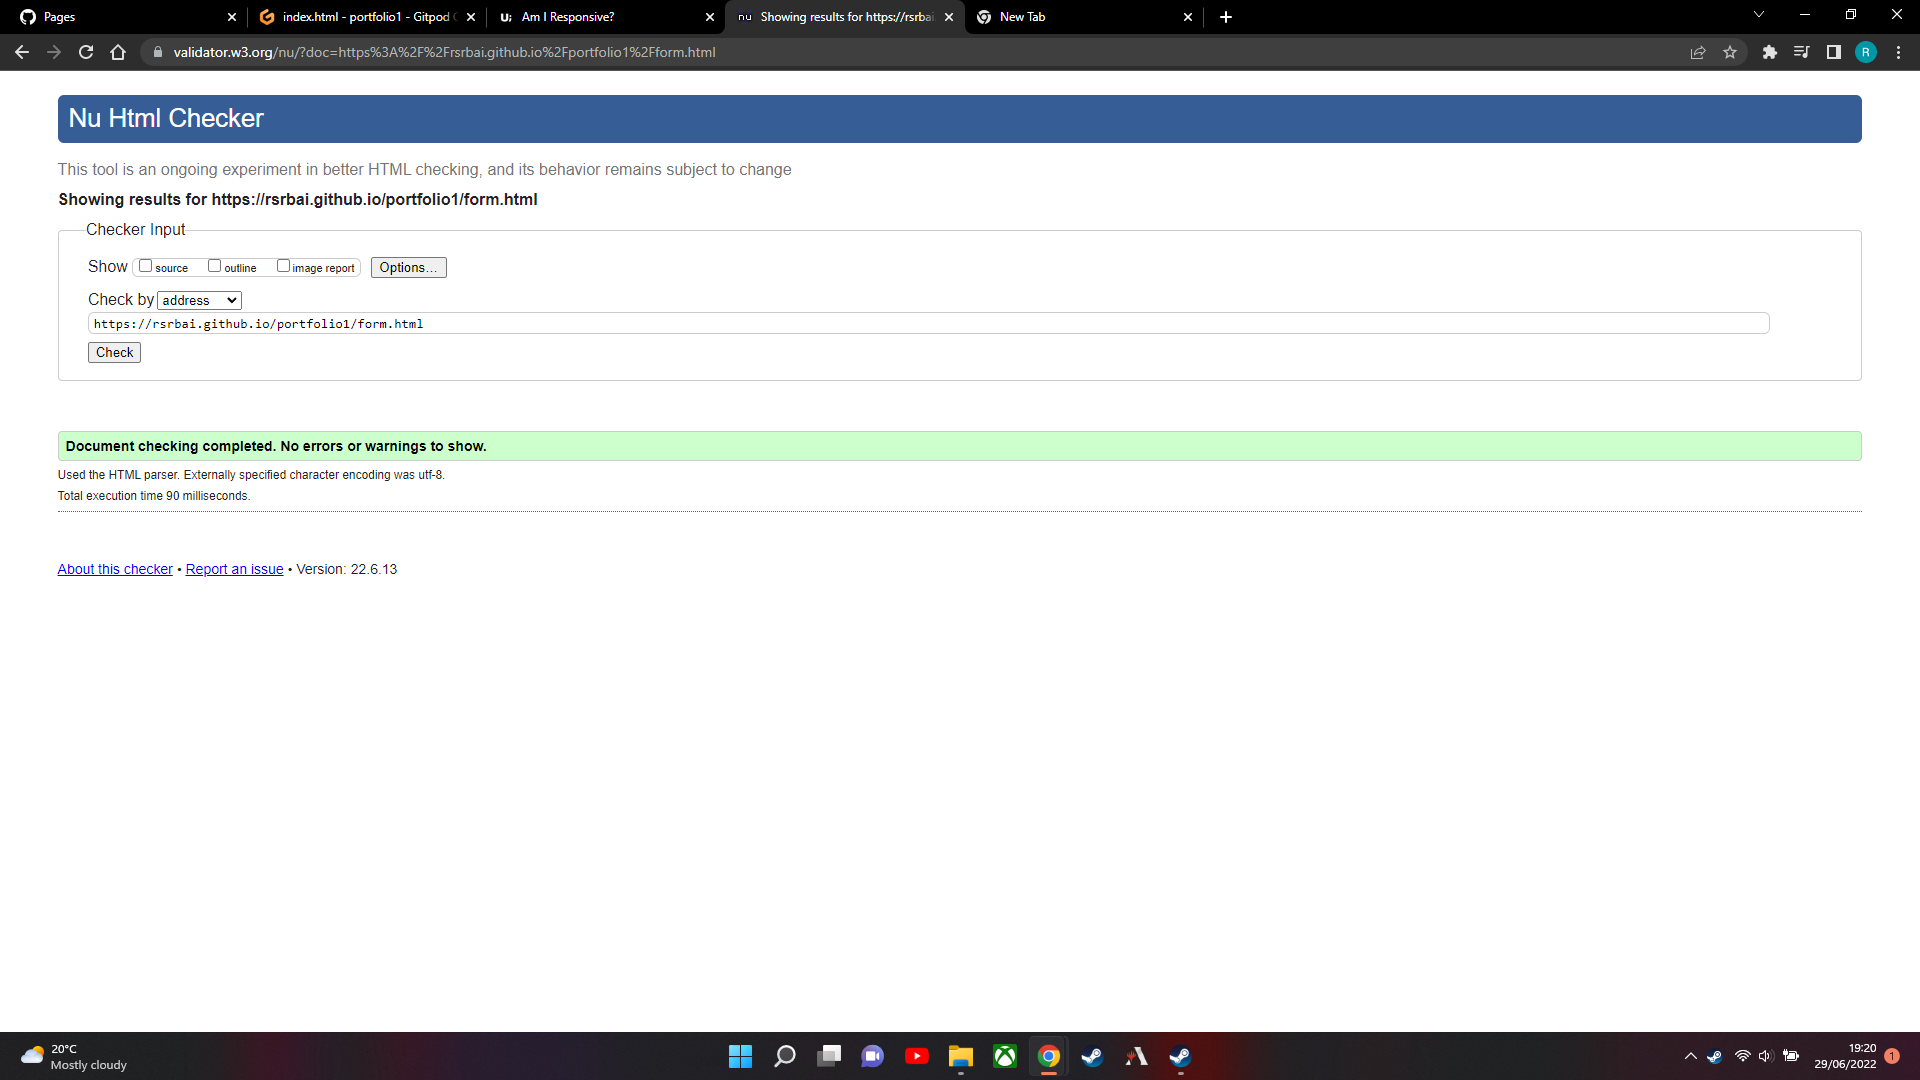 Pages
index.html - portfolio1 - Gitpod
Am I Responsive?
nu
Showing results for https://rsrbai
New Tab
validator.w3.org/nu/?doc=https%3A%2F%2Frsrbai.github.io%2Fportfolio1%2Fform.html
R
Nu Html Checker
This tool is an ongoing experiment in better HTML checking, and its behavior remains subject to change
Showing results for https://rsrbai.github.io/portfolio1/form.html
Checker Input
Show source outline image report Options...
Check by address
https://rsrbai.github.io/portfolio1/form.html
Check
Document checking completed. No errors or warnings to show.
Used the HTML parser. Externally specified character encoding was utf-8.
Total execution time 90 milliseconds.
About this checker • Report an issue • Version: 22.6.13
20°C
Mostly cloudy
19:20
29/06/2022
1